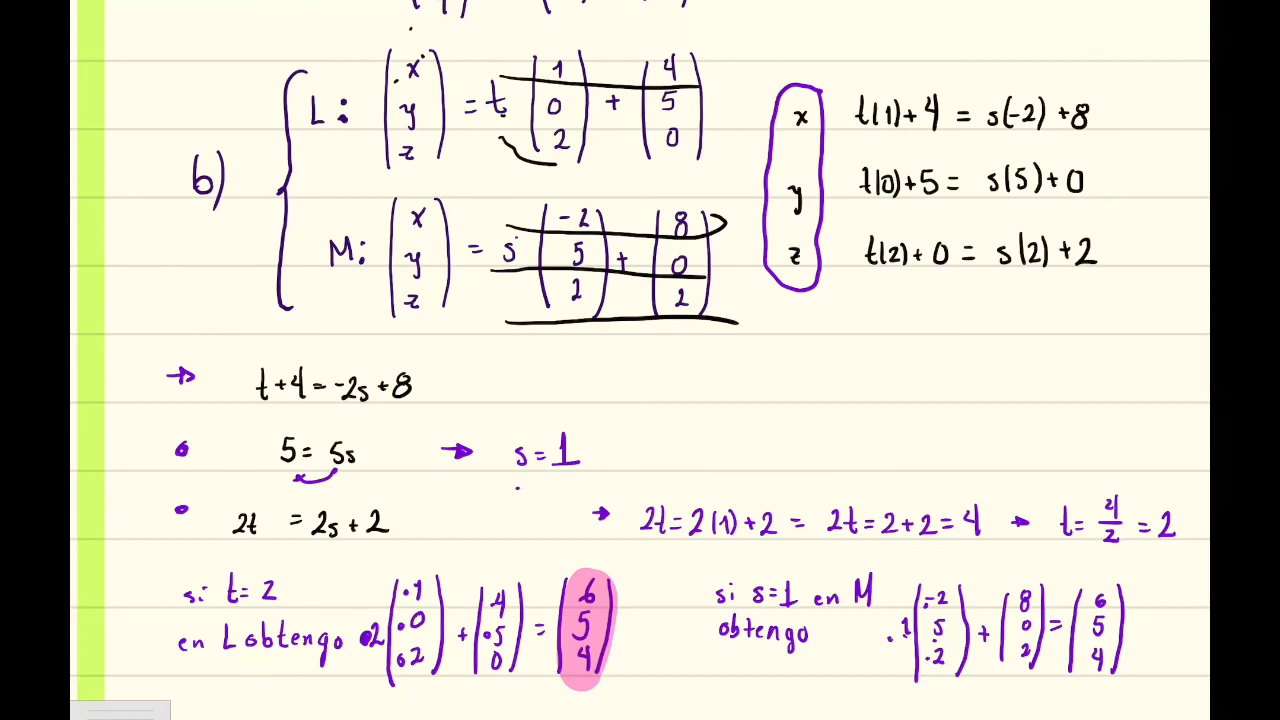 b)
L: (x y z) = t (1 0 2) + (4 5 0)
M: (x y z) = s (-2 5 2) + (8 0 2)
x t(1)+4 = s(-2)+8
y t(0)+5 = s(5)+0
z t(2)+0 = s(2)+2
→ t+4=-2s+8
• 5 = 5s → s=1
• 2t = 2s+2 → 2t=2(1)+2 = 2t=2+2=4 → t= 4/2 = 2
si t=2
en L obtengo 2 (1 0 2) + (4 5 0) = (6 5 4)
si s=1 en M
obtengo 1 (-2 5 2) + (8 0 2) = (6 5 4)